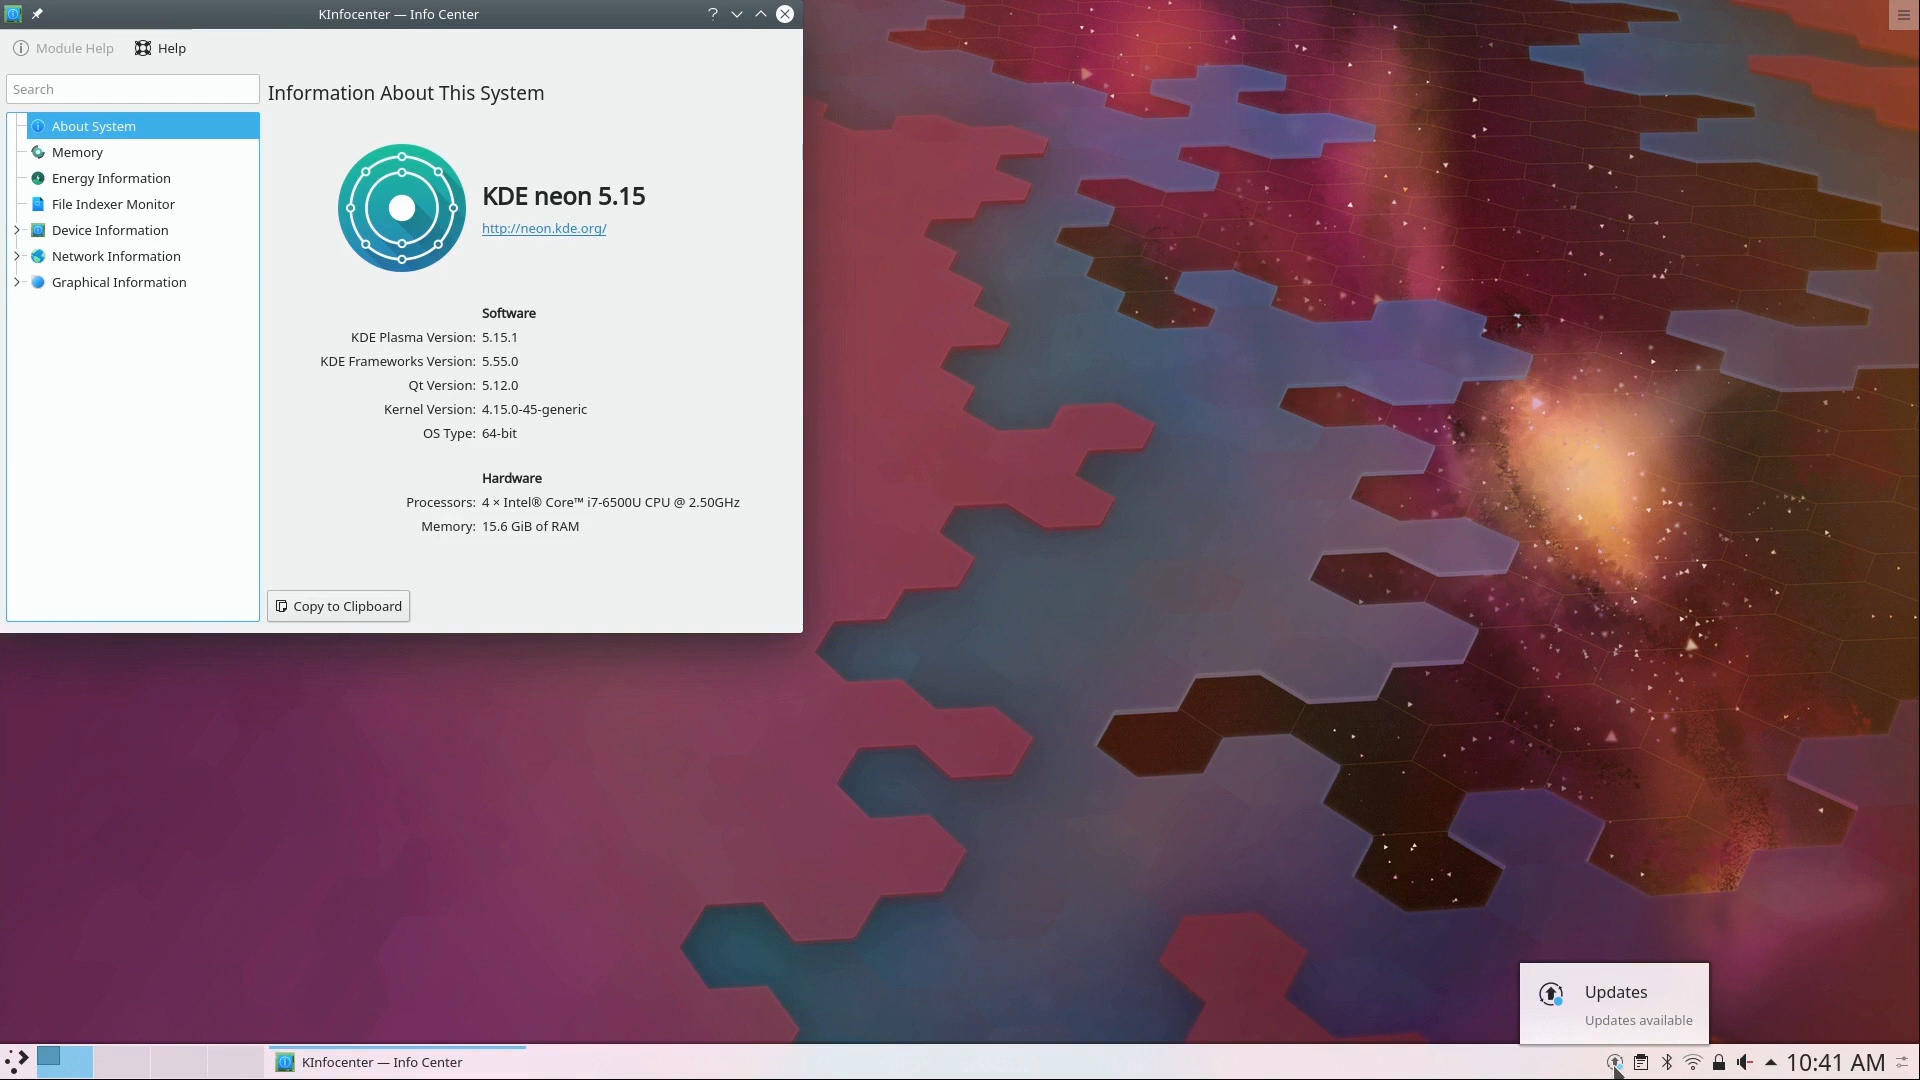 KInfocenter — Info Center
Module Help
Help
Search
Information About This System
About System
Memory
Energy Information
File Indexer Monitor
Device Information
Network Information
Graphical Information
KDE neon 5.15
http://neon.kde.org/
Software
KDE Plasma Version: 5.15.1
KDE Frameworks Version: 5.55.0
Qt Version: 5.12.0
Kernel Version: 4.15.0-45-generic
OS Type: 64-bit
Hardware
Processors: 4 × Intel® Core™ i7-6500U CPU @ 2.50GHz
Memory: 15.6 GiB of RAM
Copy to Clipboard
Updates
Updates available
KInfocenter — Info Center
10:41 AM